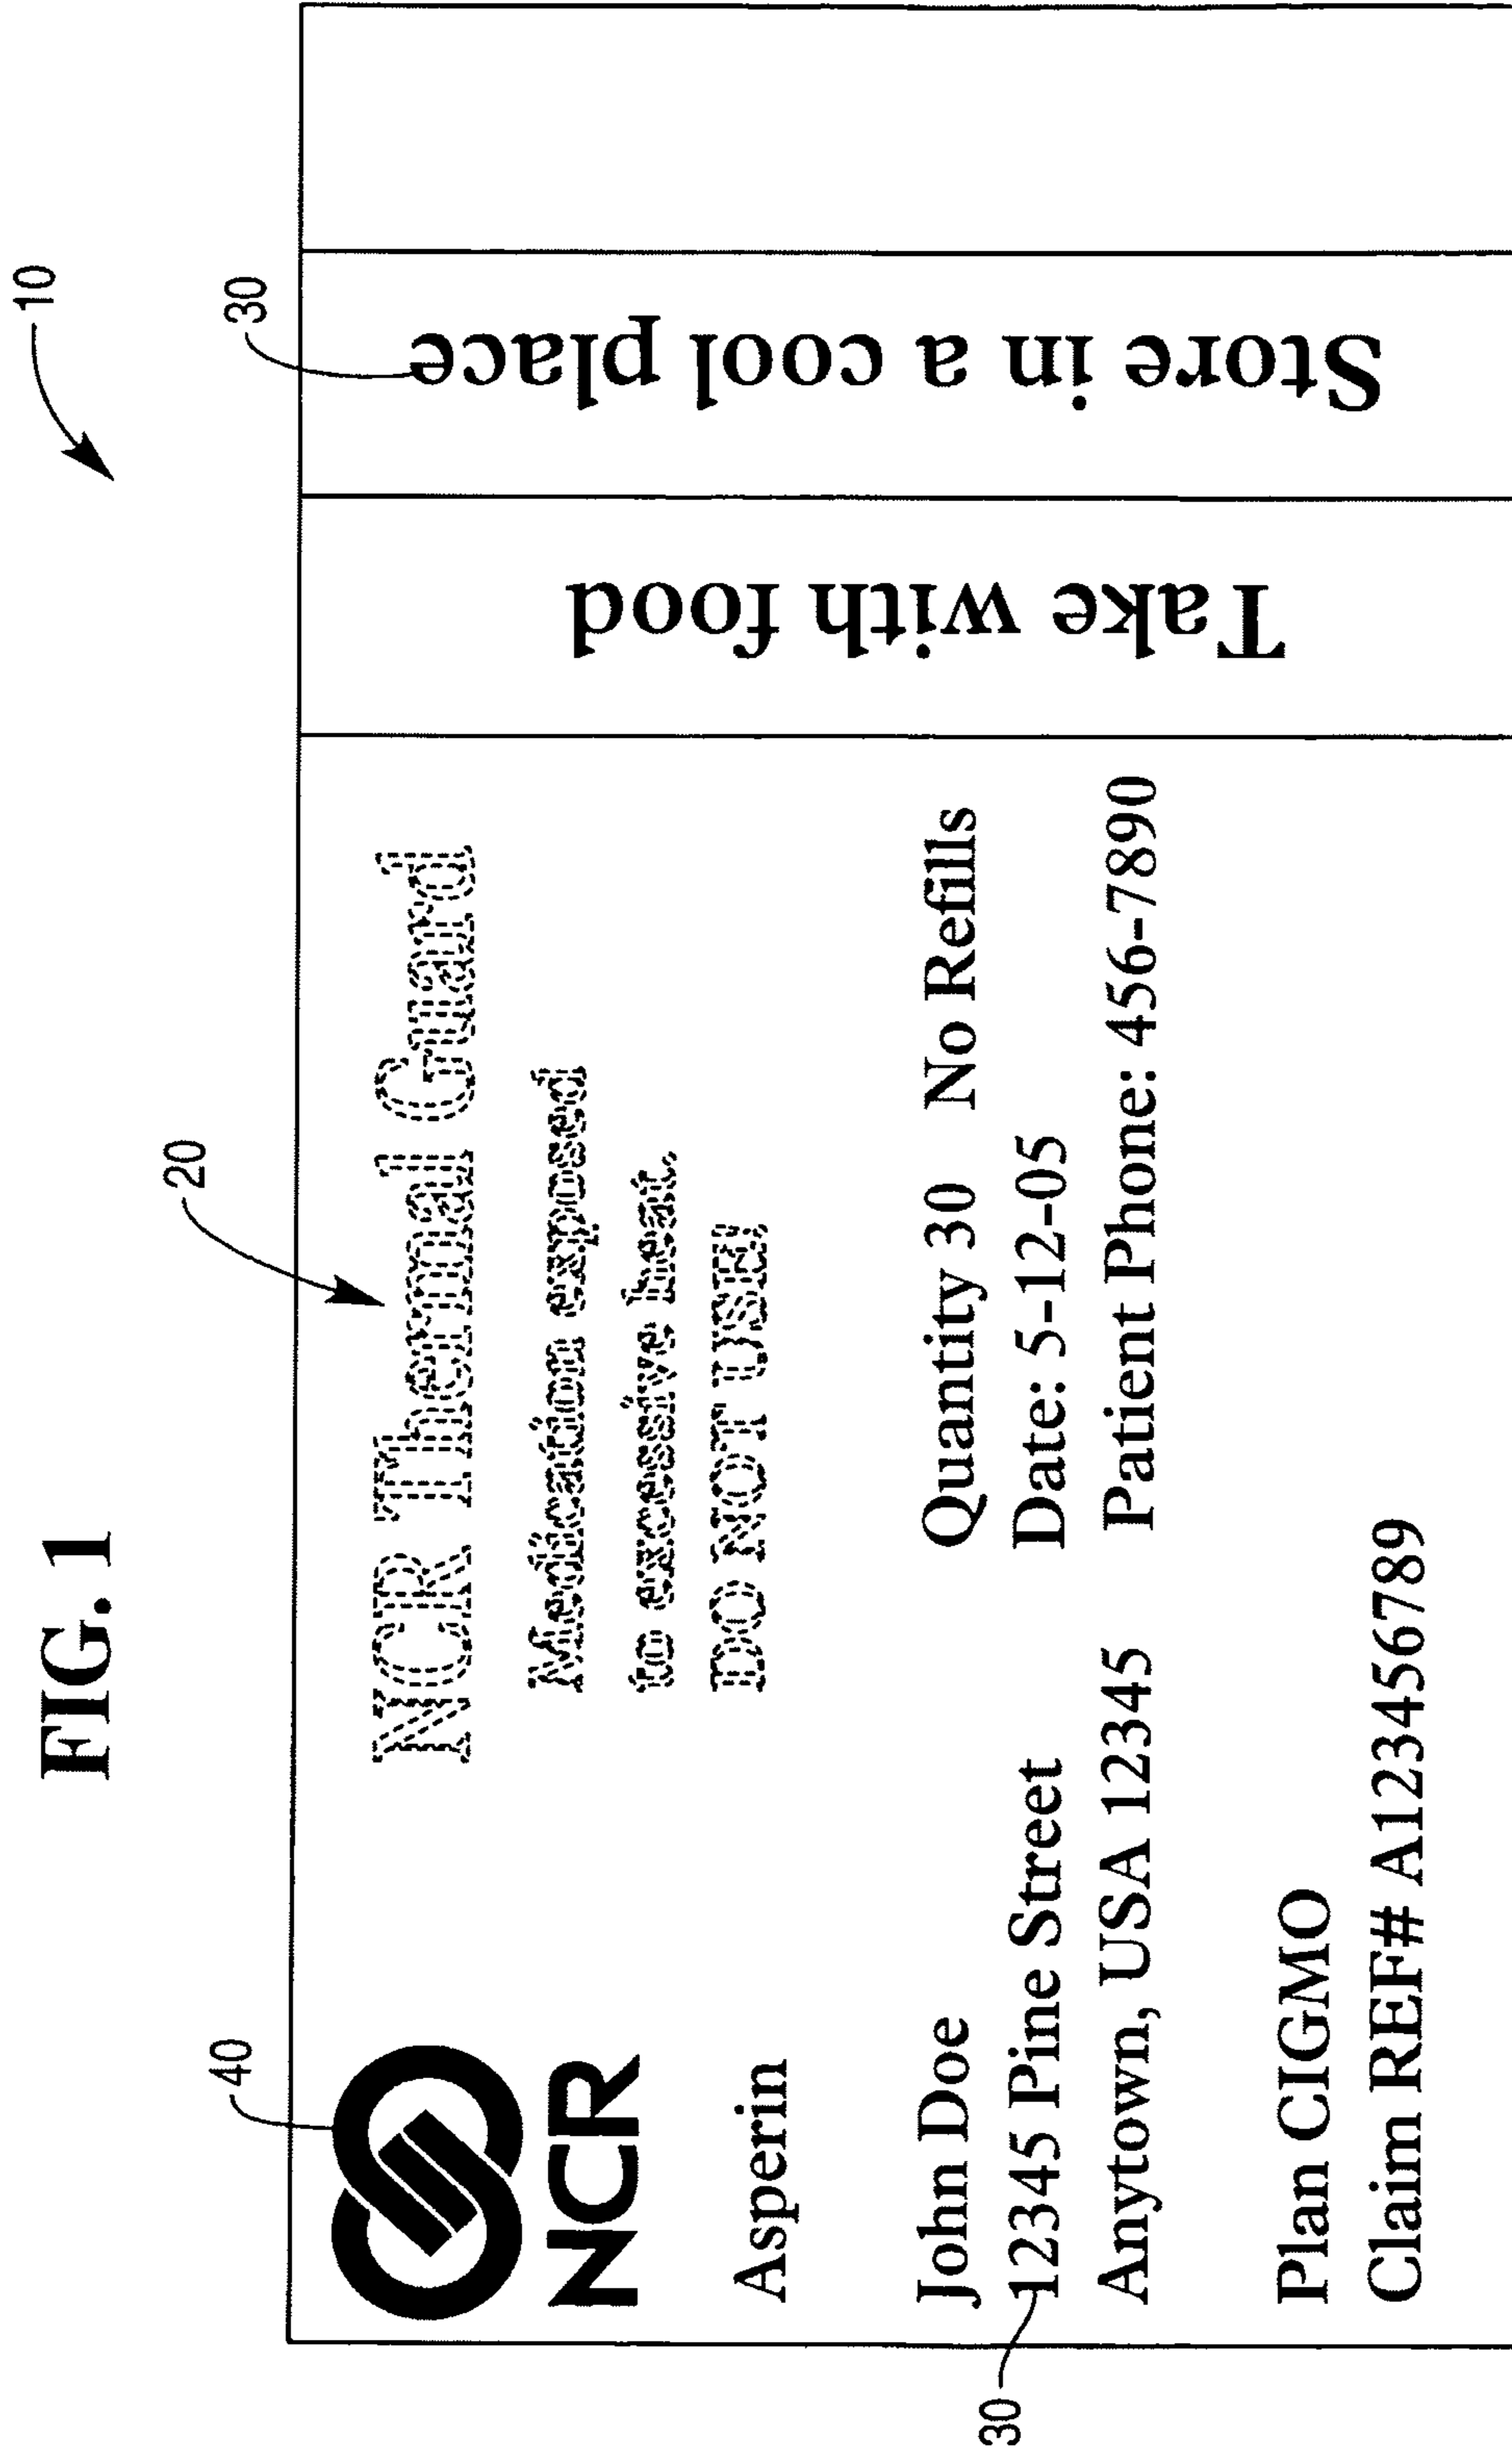 FIG. 1
10
20
30
40
NCR
NCR Thermal Guard
Medication exposed
to excessive heat.
DO NOT USE!
Asperin
John Doe
Quantity 30 No Refills
30
12345 Pine Street
Date: 5-12-05
Anytown, USA 12345
Patient Phone: 456-7890
Plan CIGMO
Claim REF# A123456789
Take with food
Store in a cool place